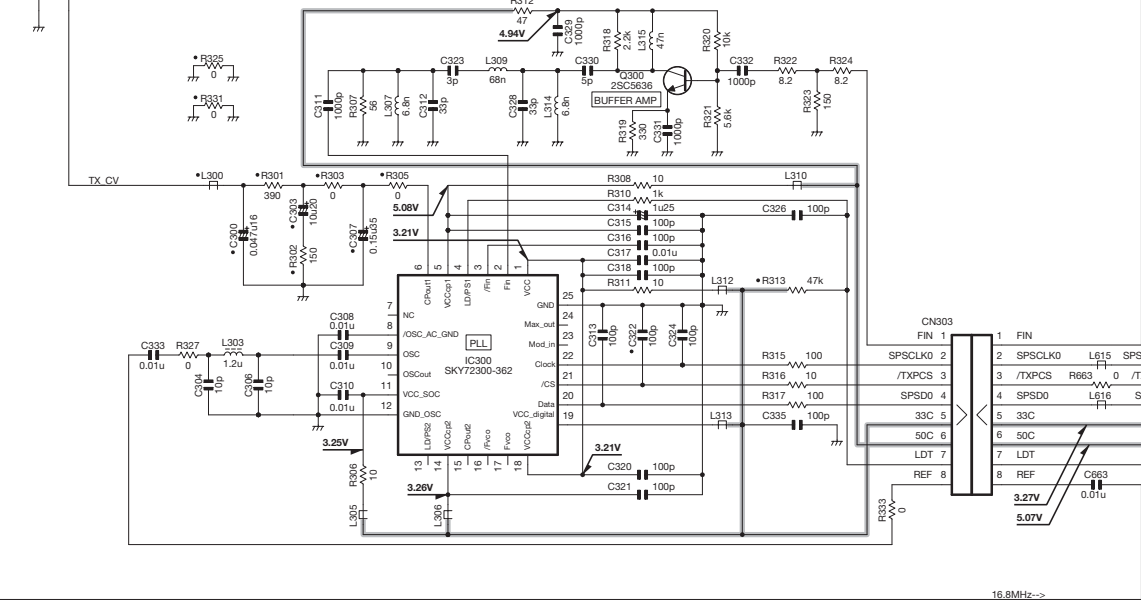 R312
47
4.94V
C329
1000p
R318
2.2k
L315
47n
R320
10k
R325
0
R331
0
C323
3p
L309
68n
C330
5p
Q300
2SC5636
BUFFER AMP
C332
1000p
R322
8.2
R324
8.2
C311
1000p
R307
56
L307
6.8n
C312
33p
C328
33p
L314
6.8n
R319
330
C331
1000p
R321
5.6k
R323
150
TX_CV
L300
R301
390
R303
0
R305
0
C300
0.047u16
C303
10u20
R302
150
C307
0.15u35
5.08V
3.21V
R308 10
R310 1k
C314 1u25
C315 100p
C316 100p
C317 0.01u
C318 100p
R311 10
L310
C326 100p
L312
R313 47k
6 5 4 3 2 1
CPout1
VCCcp1
LD/PS1
/Fin
Fin
VCC
7 NC
8 /OSC_AC_GND
9 OSC
10 OSCout
11 VCC_SOC
12 GND_OSC
PLL
IC300
SKY72300-362
GND 25
Max_out 24
Mod_in 23
Clock 22
/CS 21
Data 20
VCC_digital 19
LD/PS2
VCCcp2
CPout2
/Fvco
Fvco
VCCcp2
13 14 15 16 17 18
C308
0.01u
C309
0.01u
C310
0.01u
C333
0.01u
R327
0
L303
1.2u
C304
10p
C306
10p
C313
100p
C322
100p
C324
100p
R315 100
R316 10
R317 100
L313
C335 100p
3.25V
R306
10
L305
3.26V
L306
3.21V
C320 100p
C321 100p
R333
0
CN303
FIN 1
SPSCLK0 2
/TXPCS 3
SPSD0 4
33C 5
50C 6
LDT 7
REF 8
1 FIN
2 SPSCLK0
3 /TXPCS
4 SPSD0
5 33C
6 50C
7 LDT
8 REF
L615
R663 0
/T
L616
S
C663
0.01u
3.27V
5.07V
16.8MHz-->